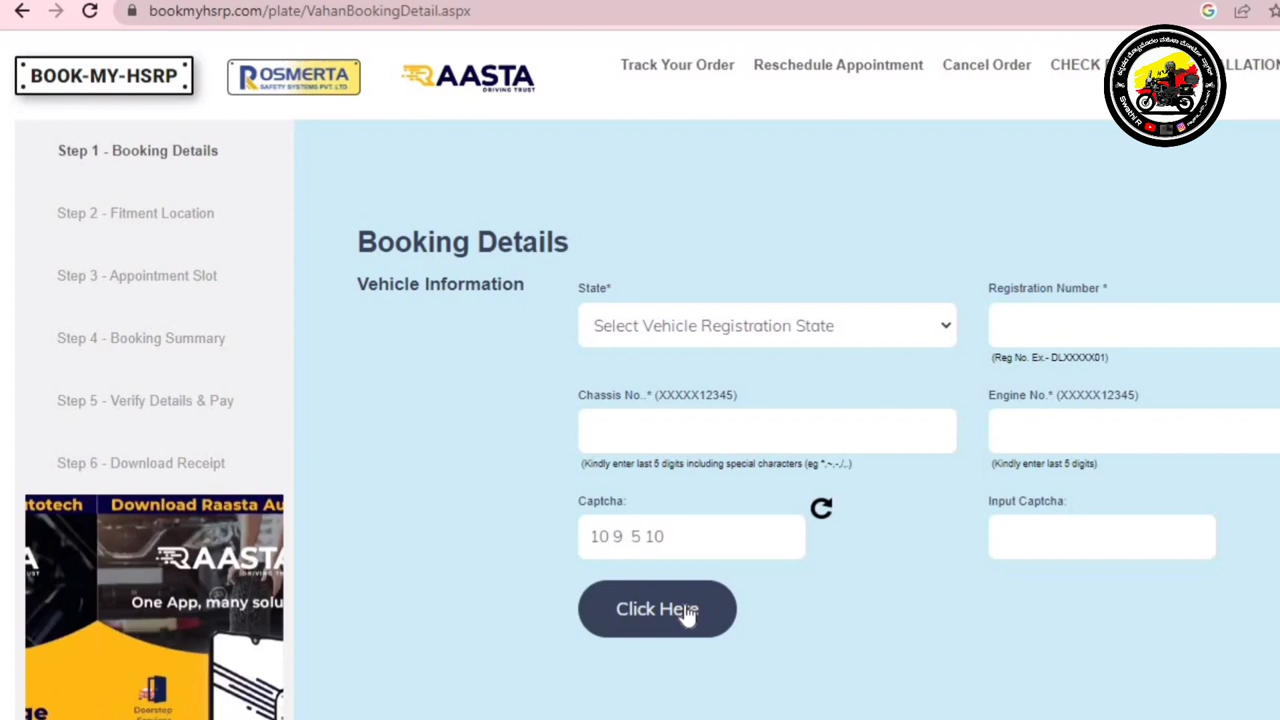 bookmyhsrp.com/plate/VahanBookingDetail.aspx
BOOK-MY-HSRP
ROSMERTA
SAFETY SYSTEMS PVT. LTD
RAASTA
DRIVING TRUST
Track Your Order
Reschedule Appointment
Cancel Order
CHECK
LLATION
Swathi R
Step 1 - Booking Details
Step 2 - Fitment Location
Step 3 - Appointment Slot
Step 4 - Booking Summary
Step 5 - Verify Details & Pay
Step 6 - Download Receipt
Booking Details
Vehicle Information
State*
Registration Number *
Select Vehicle Registration State
(Reg No. Ex.- DLXXXXX01)
Chassis No..* (XXXXX12345)
Engine No.* (XXXXX12345)
(Kindly enter last 5 digits including special characters (eg *,~,-,/,.)
(Kindly enter last 5 digits)
Captcha:
Input Captcha:
10 9 5 10
Click Here
utotech Download Raasta Au
RAASTA
One App, many solu
Doorstep
Services
ge